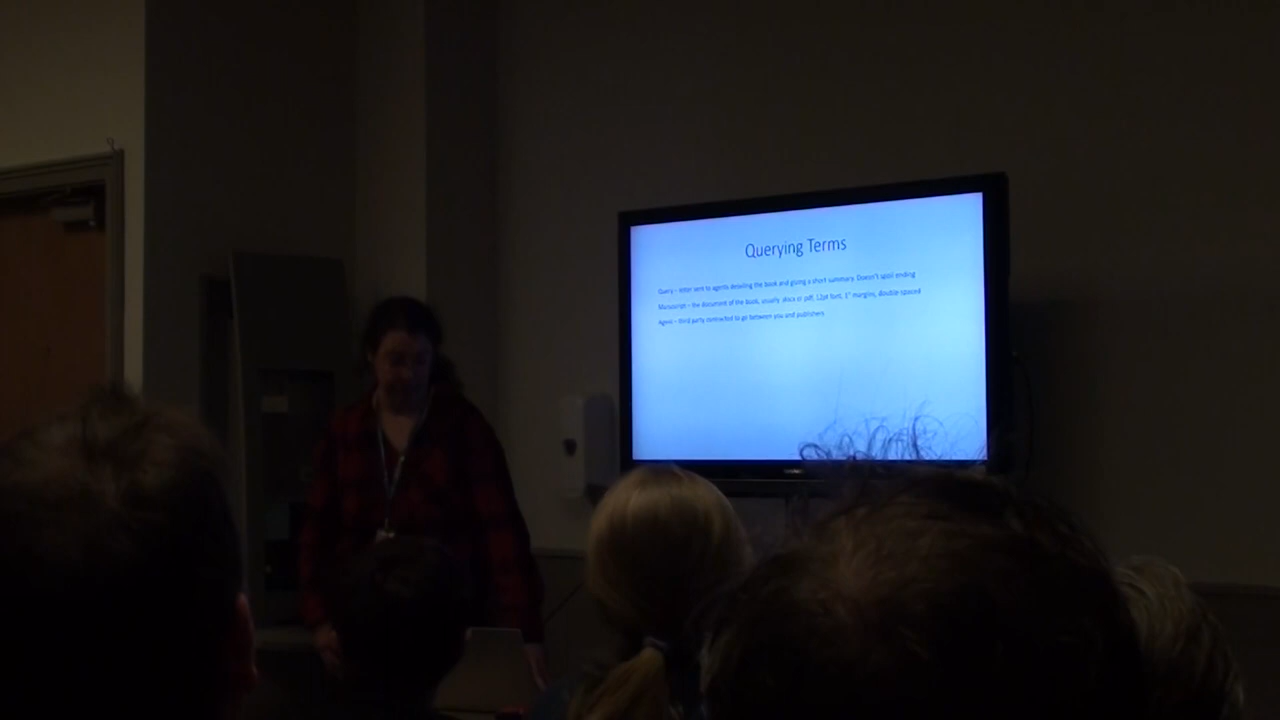 Querying Terms
Query – letter sent to agents detailing the book and giving a short summary. Doesn't spoil ending
Manuscript – the document of the book, usually .docx or pdf, 12pt font, 1" margins, double-spaced
Agent – third party contracted to go between you and publishers